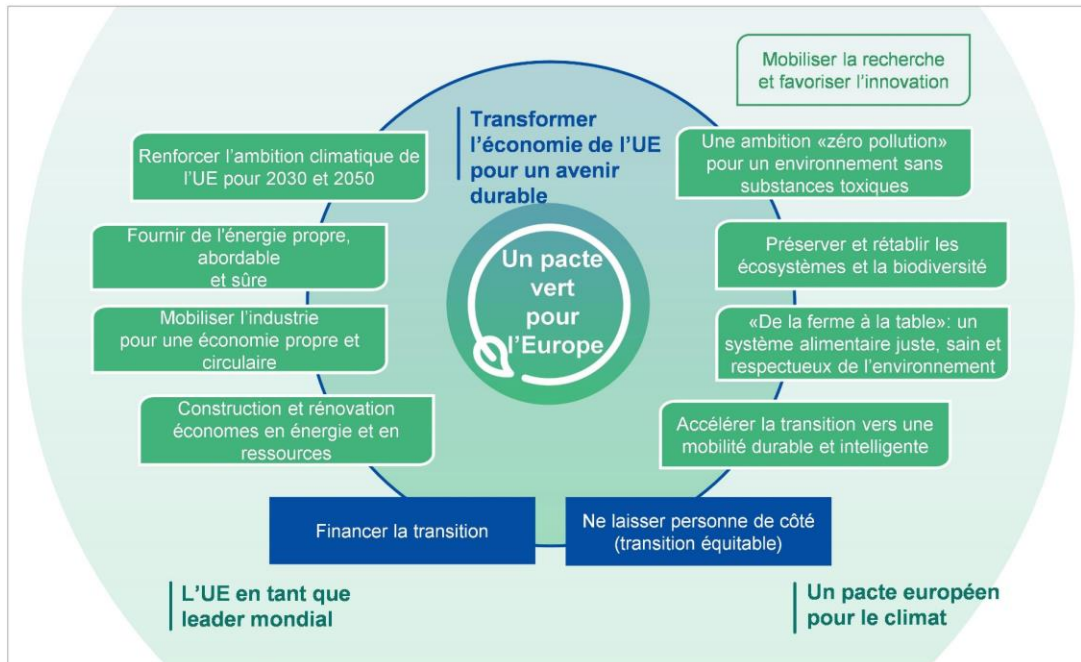 Mobiliser la recherche
et favoriser l'innovation
Transformer
l'économie de l'UE
pour un avenir
durable
Renforcer l'ambition climatique de
l'UE pour 2030 et 2050
Une ambition «zéro pollution»
pour un environnement sans
substances toxiques
Fournir de l'énergie propre,
abordable
et sûre
Préserver et rétablir les
écosystèmes et la biodiversité
Un pacte
vert
pour
l'Europe
Mobiliser l'industrie
pour une économie propre et
circulaire
«De la ferme à la table»: un
système alimentaire juste, sain et
respectueux de l'environnement
Construction et rénovation
économes en énergie et en
ressources
Accélérer la transition vers une
mobilité durable et intelligente
Financer la transition
Ne laisser personne de côté
(transition équitable)
L'UE en tant que
leader mondial
Un pacte européen
pour le climat